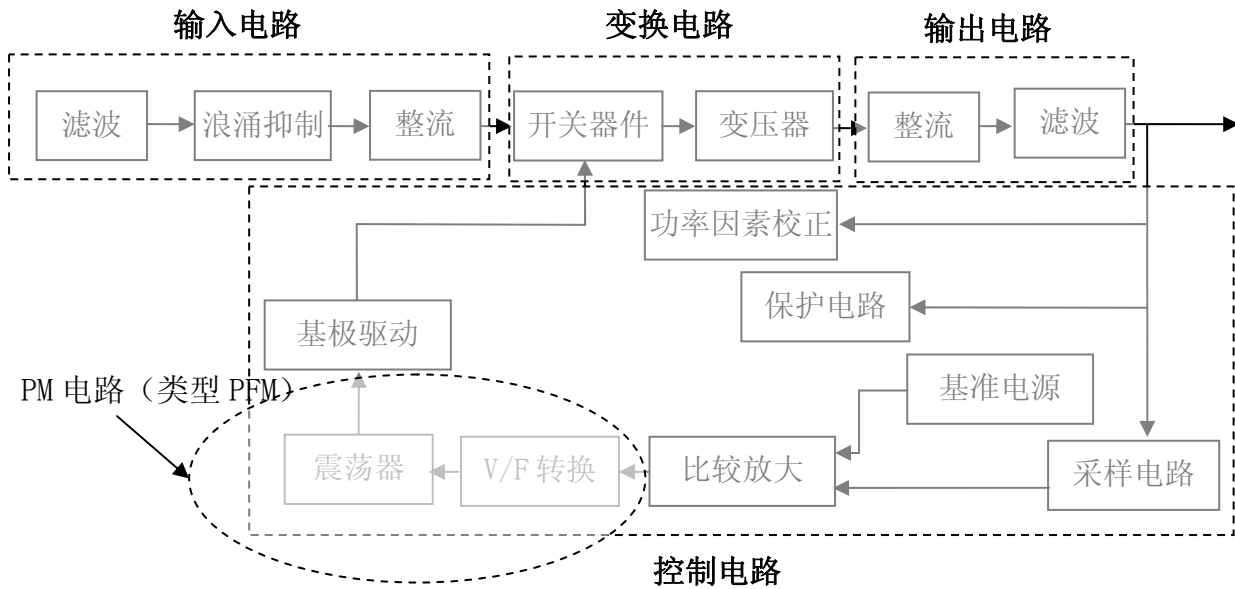 输入电路
变换电路
输出电路
滤波
浪涌抑制
整流
开关器件
变压器
整流
滤波
功率因素校正
保护电路
基极驱动
基准电源
PM 电路（类型 PFM）
震荡器
V/F 转换
比较放大
采样电路
控制电路